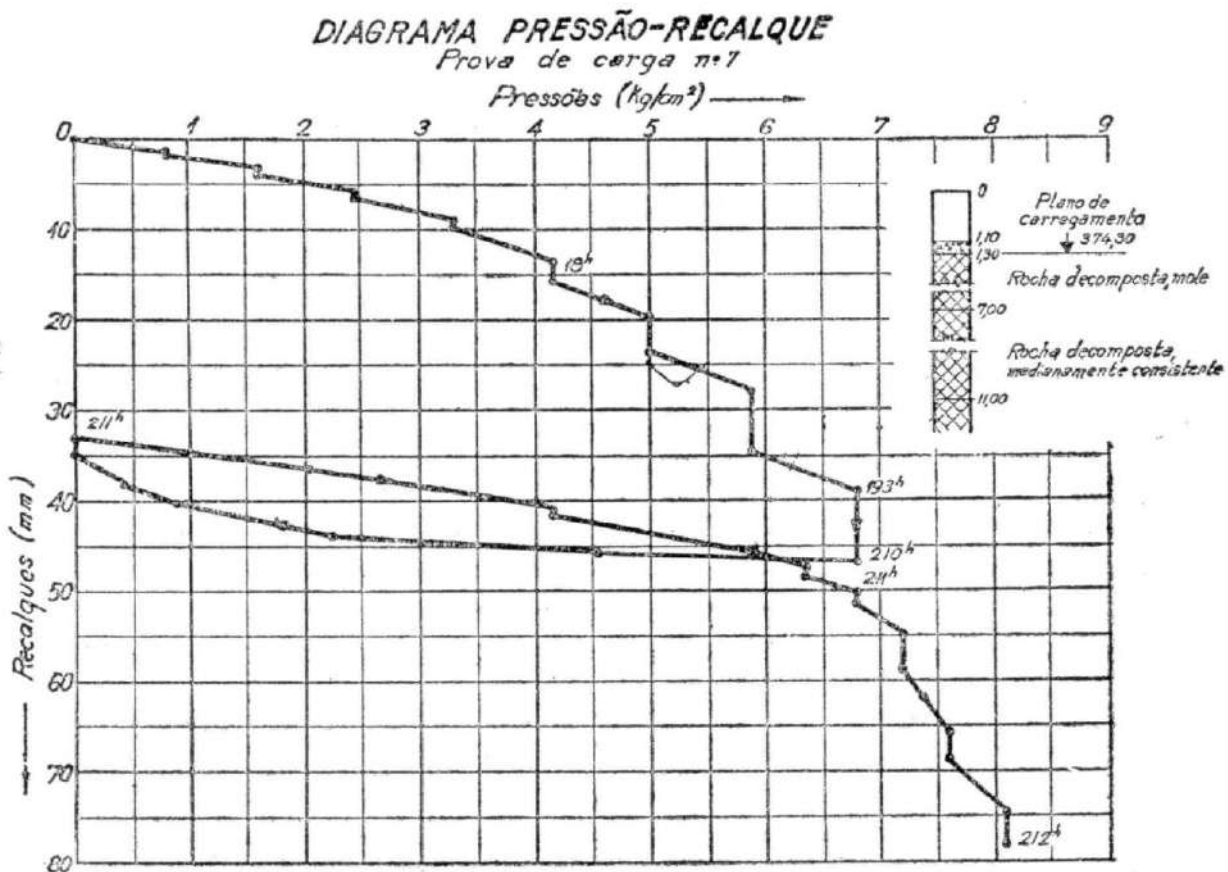 DIAGRAMA PRESSÃO-RECALQUE
Prova de carga nº 7
Pressões (kg/cm²)
0 1 2 3 4 5 6 7 8 9
10
20
30
40
50
60
70
80
Recalques (mm)
18ʰ
193ʰ
210ʰ
211ʰ
211ʰ
212ʰ
0
Plano de
carregamento
1,10
374,30
1,30
Rocha decomposta, mole
7,00
Rocha decomposta,
medianamente consistente
11,00